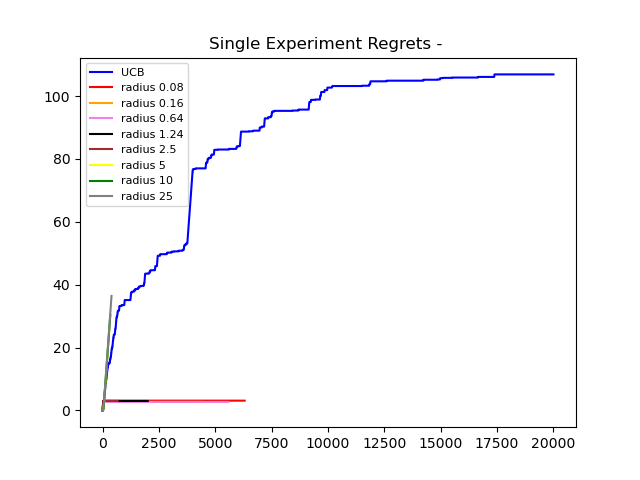 Single Experiment Regrets -
UCB
radius 0.08
radius 0.16
radius 0.64
radius 1.24
radius 2.5
radius 5
radius 10
radius 25
100
80
60
40
20
0
0 2500 5000 7500 10000 12500 15000 17500 20000